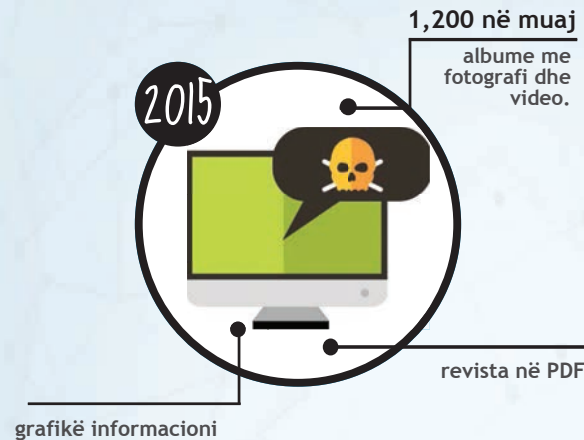 1,200 në muaj
albume me
fotografi dhe
video.
2015
revista në PDF
grafikë informacioni